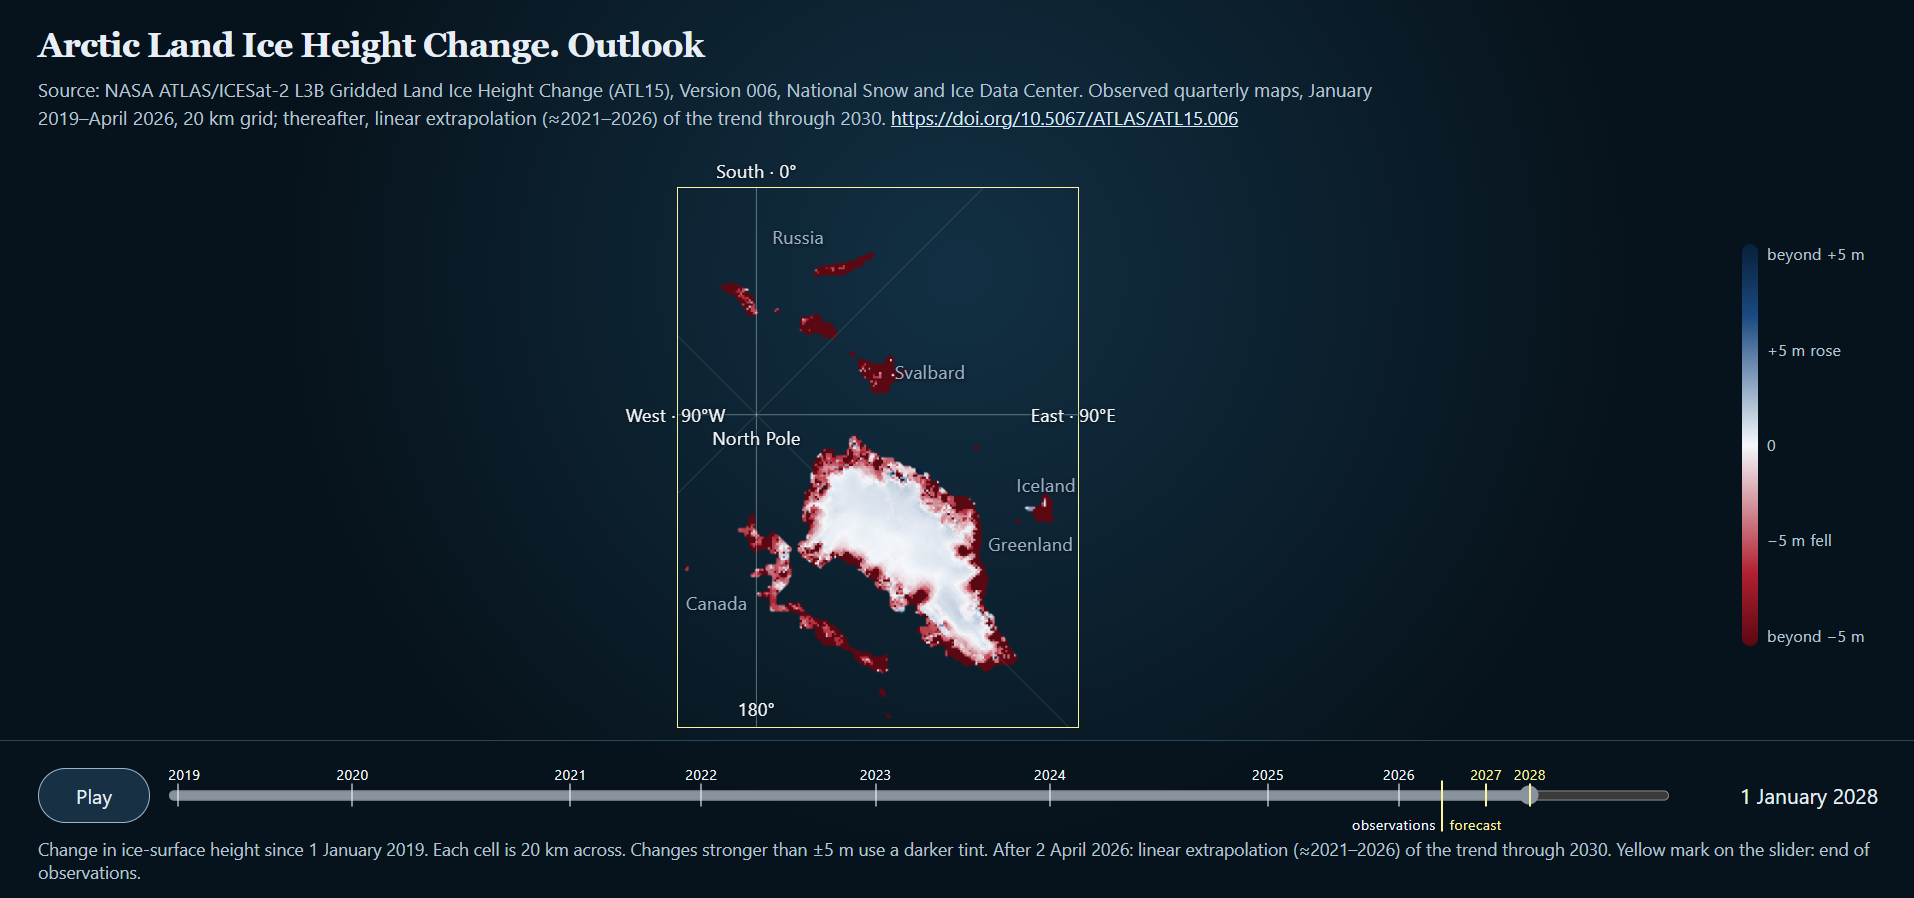 Arctic Land Ice Height Change. Outlook
Source: NASA ATLAS/ICESat-2 L3B Gridded Land Ice Height Change (ATL15), Version 006, National Snow and Ice Data Center. Observed quarterly maps, January
2019–April 2026, 20 km grid; thereafter, linear extrapolation (≈2021–2026) of the trend through 2030. https://doi.org/10.5067/ATLAS/ATL15.006
South · 0°
Russia
Svalbard
West · 90°W
East · 90°E
North Pole
Iceland
Greenland
Canada
180°
beyond +5 m
+5 m rose
0
−5 m fell
beyond −5 m
Play
2019 2020 2021 2022 2023 2024 2025 2026 2027 2028
1 January 2028
observations forecast
Change in ice-surface height since 1 January 2019. Each cell is 20 km across. Changes stronger than ±5 m use a darker tint. After 2 April 2026: linear extrapolation (≈2021–2026) of the trend through 2030. Yellow mark on the slider: end of
observations.